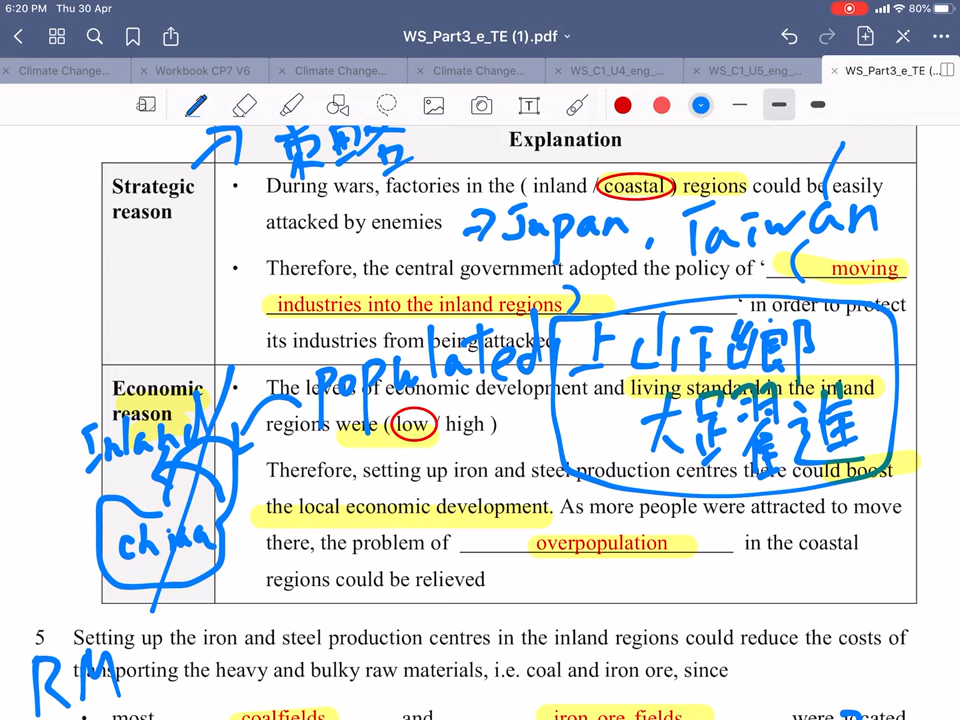 6:20 PM Thu 30 Apr 80%
WS_Part3_e_TE (1).pdf
Climate Change... Workbook CP7 V6 Climate Change... Climate Change... WS_C1_U4_eng_... WS_C1_U5_eng_... WS_Part3_e_TE (...
策略 Explanation
Strategic reason
• During wars, factories in the ( inland / coastal ) regions could be easily
attacked by enemies
⇒ Japan, Taiwan
• Therefore, the central government adopted the policy of ‘ ( moving
industries into the inland regions ) ‘ in order to protect
its industries from being attacked
上山下鄉
大躍進
populated
Economic reason
• The levels of economic development and living standard in the inland
regions were ( low / high )
Inland
china
Therefore, setting up iron and steel production centres there could boost
the local economic development. As more people were attracted to move
there, the problem of overpopulation in the coastal
regions could be relieved
5 Setting up the iron and steel production centres in the inland regions could reduce the costs of
transporting the heavy and bulky raw materials, i.e. coal and iron ore, since
RM
• most coalfields and iron ore fields were located